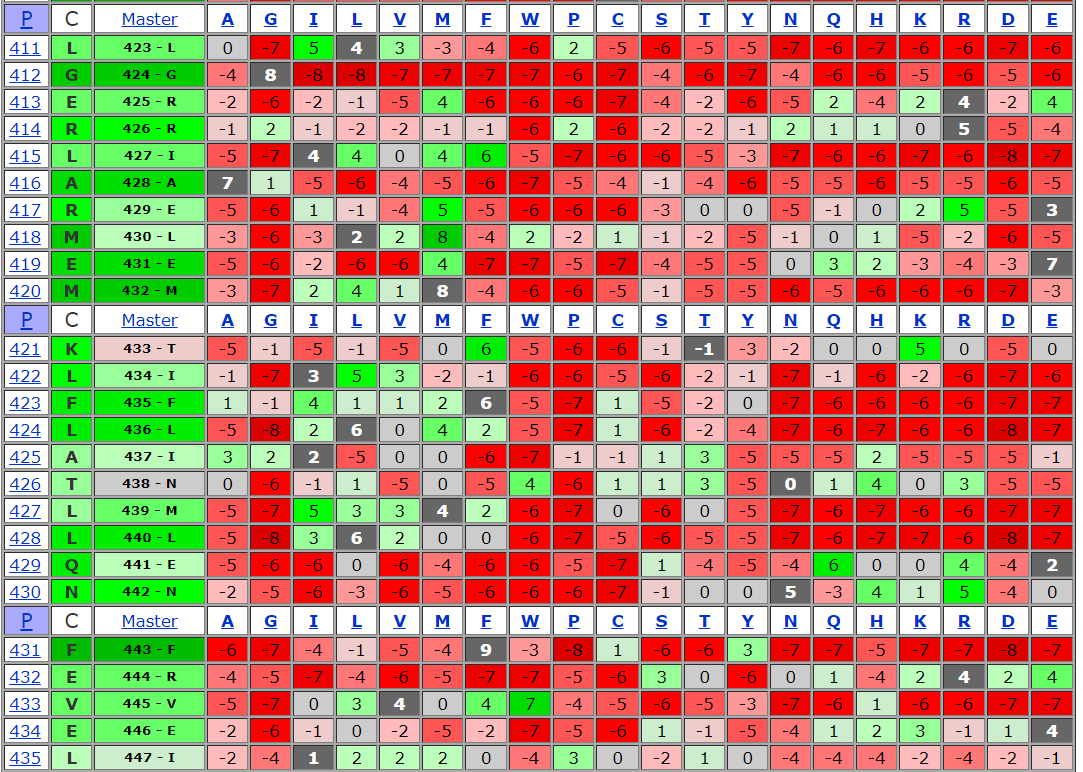 P C Master A G I L V M F W P C S T Y N Q H K R D E
411 L 423 - L 0 -7 5 4 3 -3 -4 -6 2 -5 -6 -5 -5 -7 -6 -7 -6 -6 -7 -6
412 G 424 - G -4 8 -8 -8 -7 -7 -7 -7 -6 -7 -4 -6 -7 -4 -6 -6 -5 -6 -5 -6
413 E 425 - R -2 -6 -2 -1 -5 4 -6 -6 -6 -7 -4 -2 -6 -5 2 -4 2 4 -2 4
414 R 426 - R -1 2 -1 -2 -2 -1 -1 -6 2 -6 -2 -2 -1 2 1 1 0 5 -5 -4
415 L 427 - I -5 -7 4 4 0 4 6 -5 -7 -6 -6 -5 -3 -7 -6 -6 -7 -6 -8 -7
416 A 428 - A 7 1 -5 -6 -4 -5 -6 -7 -5 -4 -1 -4 -6 -5 -5 -6 -5 -5 -6 -5
417 R 429 - E -5 -6 1 -1 -4 5 -5 -6 -6 -6 -3 0 0 -5 -1 0 2 5 -5 3
418 M 430 - L -3 -6 -3 2 2 8 -4 2 -2 1 -1 -2 -5 -1 0 1 -5 -2 -6 -5
419 E 431 - E -5 -6 -2 -6 -6 4 -7 -7 -5 -7 -4 -5 -5 0 3 2 -3 -4 -3 7
420 M 432 - M -3 -7 2 4 1 8 -4 -6 -6 -5 -1 -5 -5 -6 -5 -6 -6 -6 -7 -3
P C Master A G I L V M F W P C S T Y N Q H K R D E
421 K 433 - T -5 -1 -5 -1 -5 0 6 -5 -6 -6 -1 -1 -3 -2 0 0 5 0 -5 0
422 L 434 - I -1 -7 3 5 3 -2 -1 -6 -6 -5 -6 -2 -1 -7 -1 -6 -2 -6 -7 -6
423 F 435 - F 1 -1 4 1 1 2 6 -5 -7 1 -5 -2 0 -7 -6 -6 -6 -6 -7 -7
424 L 436 - L -5 -8 2 6 0 4 2 -5 -7 1 -6 -2 -4 -7 -6 -7 -6 -6 -8 -7
425 A 437 - I 3 2 2 -5 0 0 -6 -7 -1 -1 1 3 -5 -5 -5 2 -5 -5 -5 -1
426 T 438 - N 0 -6 -1 1 -5 0 -5 4 -6 1 1 3 -5 0 1 4 0 3 -5 -5
427 L 439 - M -5 -7 5 3 3 4 2 -6 -7 0 -6 0 -5 -7 -6 -7 -6 -6 -7 -7
428 L 440 - L -5 -8 3 6 2 0 0 -6 -7 -5 -6 -5 -5 -7 -6 -7 -7 -6 -8 -7
429 Q 441 - E -5 -6 -6 0 -6 -4 -6 -6 -5 -7 1 -4 -5 -4 6 0 0 4 -4 2
430 N 442 - N -2 -5 -6 -3 -6 -5 -6 -6 -6 -7 -1 0 0 5 -3 4 1 5 -4 0
P C Master A G I L V M F W P C S T Y N Q H K R D E
431 F 443 - F -6 -7 -4 -1 -5 -4 9 -3 -8 1 -6 -6 3 -7 -7 -5 -7 -7 -8 -7
432 E 444 - R -4 -5 -7 -4 -6 -5 -7 -7 -5 -6 3 0 -6 0 1 -4 2 4 2 4
433 V 445 - V -5 -7 0 3 4 0 4 7 -4 -5 -6 -5 -3 -7 -6 1 -6 -6 -7 -7
434 E 446 - E -2 -6 -1 0 -2 -5 -2 -7 -5 -6 1 -1 -5 -4 1 2 3 -1 1 4
435 L 447 - I -2 -4 1 2 2 2 0 -4 3 0 -2 1 0 -4 -4 -4 -2 -4 -2 -1